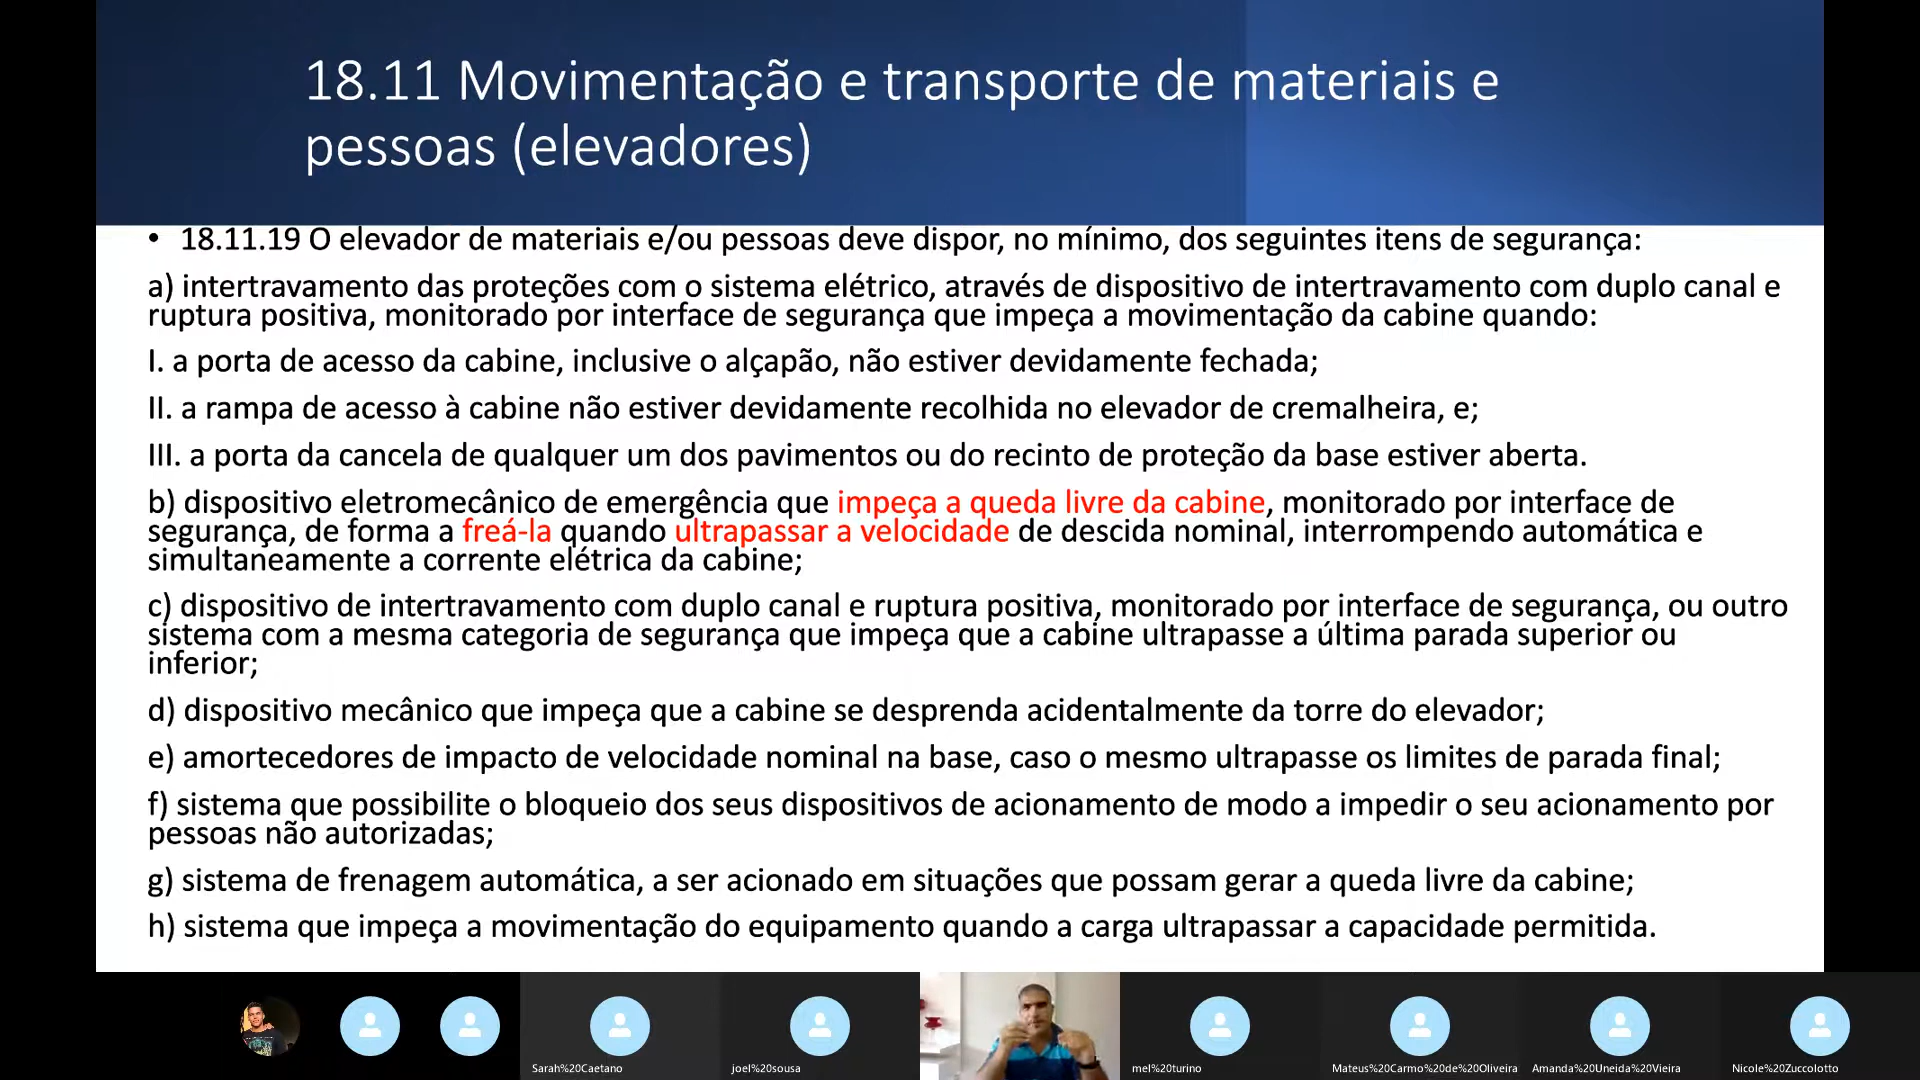 18.11 Movimentação e transporte de materiais e
pessoas (elevadores)
• 18.11.19 O elevador de materiais e/ou pessoas deve dispor, no mínimo, dos seguintes itens de segurança:
a) intertravamento das proteções com o sistema elétrico, através de dispositivo de intertravamento com duplo canal e
ruptura positiva, monitorado por interface de segurança que impeça a movimentação da cabine quando:
I. a porta de acesso da cabine, inclusive o alçapão, não estiver devidamente fechada;
II. a rampa de acesso à cabine não estiver devidamente recolhida no elevador de cremalheira, e;
III. a porta da cancela de qualquer um dos pavimentos ou do recinto de proteção da base estiver aberta.
b) dispositivo eletromecânico de emergência que impeça a queda livre da cabine, monitorado por interface de
segurança, de forma a freá-la quando ultrapassar a velocidade de descida nominal, interrompendo automática e
simultaneamente a corrente elétrica da cabine;
c) dispositivo de intertravamento com duplo canal e ruptura positiva, monitorado por interface de segurança, ou outro
sistema com a mesma categoria de segurança que impeça que a cabine ultrapasse a última parada superior ou
inferior;
d) dispositivo mecânico que impeça que a cabine se desprenda acidentalmente da torre do elevador;
e) amortecedores de impacto de velocidade nominal na base, caso o mesmo ultrapasse os limites de parada final;
f) sistema que possibilite o bloqueio dos seus dispositivos de acionamento de modo a impedir o seu acionamento por
pessoas não autorizadas;
g) sistema de frenagem automática, a ser acionado em situações que possam gerar a queda livre da cabine;
h) sistema que impeça a movimentação do equipamento quando a carga ultrapassar a capacidade permitida.
Sarah%20Caetano
joel%20sousa
mel%20turino
Mateus%20Carmo%20de%20Oliveira
Amanda%20Uneida%20Vieira
Nicole%20Zuccolotto